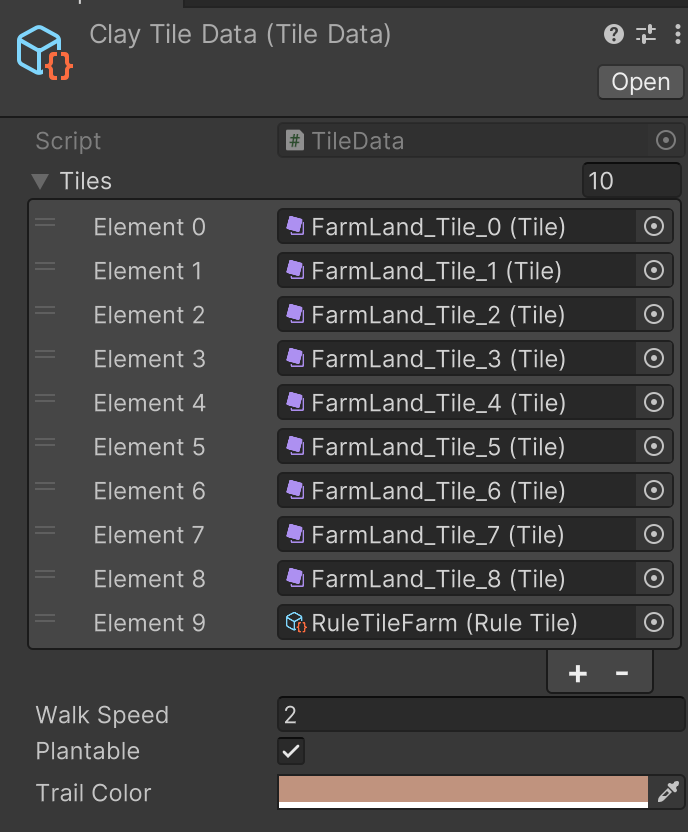 Clay Tile Data (Tile Data)
Open
Script TileData
Tiles 10
Element 0 FarmLand_Tile_0 (Tile)
Element 1 FarmLand_Tile_1 (Tile)
Element 2 FarmLand_Tile_2 (Tile)
Element 3 FarmLand_Tile_3 (Tile)
Element 4 FarmLand_Tile_4 (Tile)
Element 5 FarmLand_Tile_5 (Tile)
Element 6 FarmLand_Tile_6 (Tile)
Element 7 FarmLand_Tile_7 (Tile)
Element 8 FarmLand_Tile_8 (Tile)
Element 9 RuleTileFarm (Rule Tile)
+ -
Walk Speed 2
Plantable
Trail Color